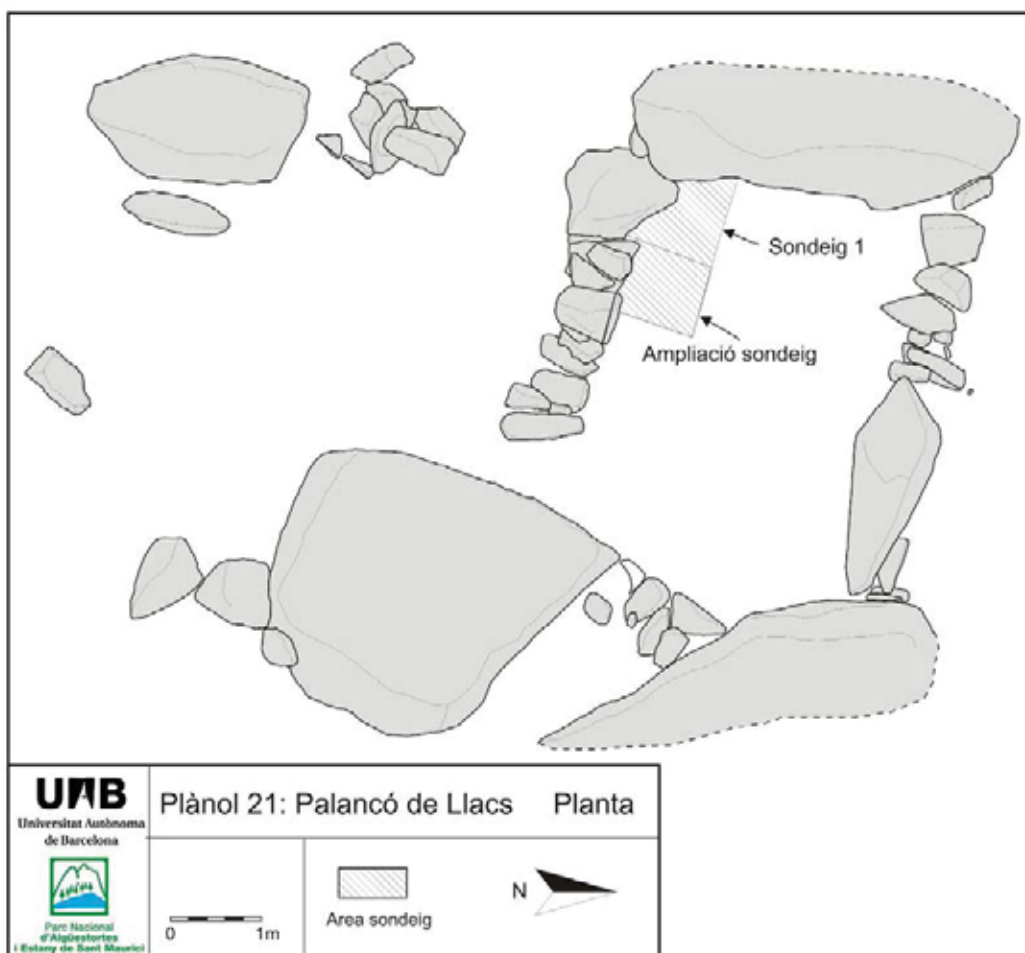 Sondeig 1
Ampliació sondeig
UAB
Universitat Autònoma
de Barcelona
Parc Nacional
d'Aigüestortes
i Estany de Sant Maurici
Plànol 21: Palancó de Llacs Planta
0 1m
Area sondeig
N